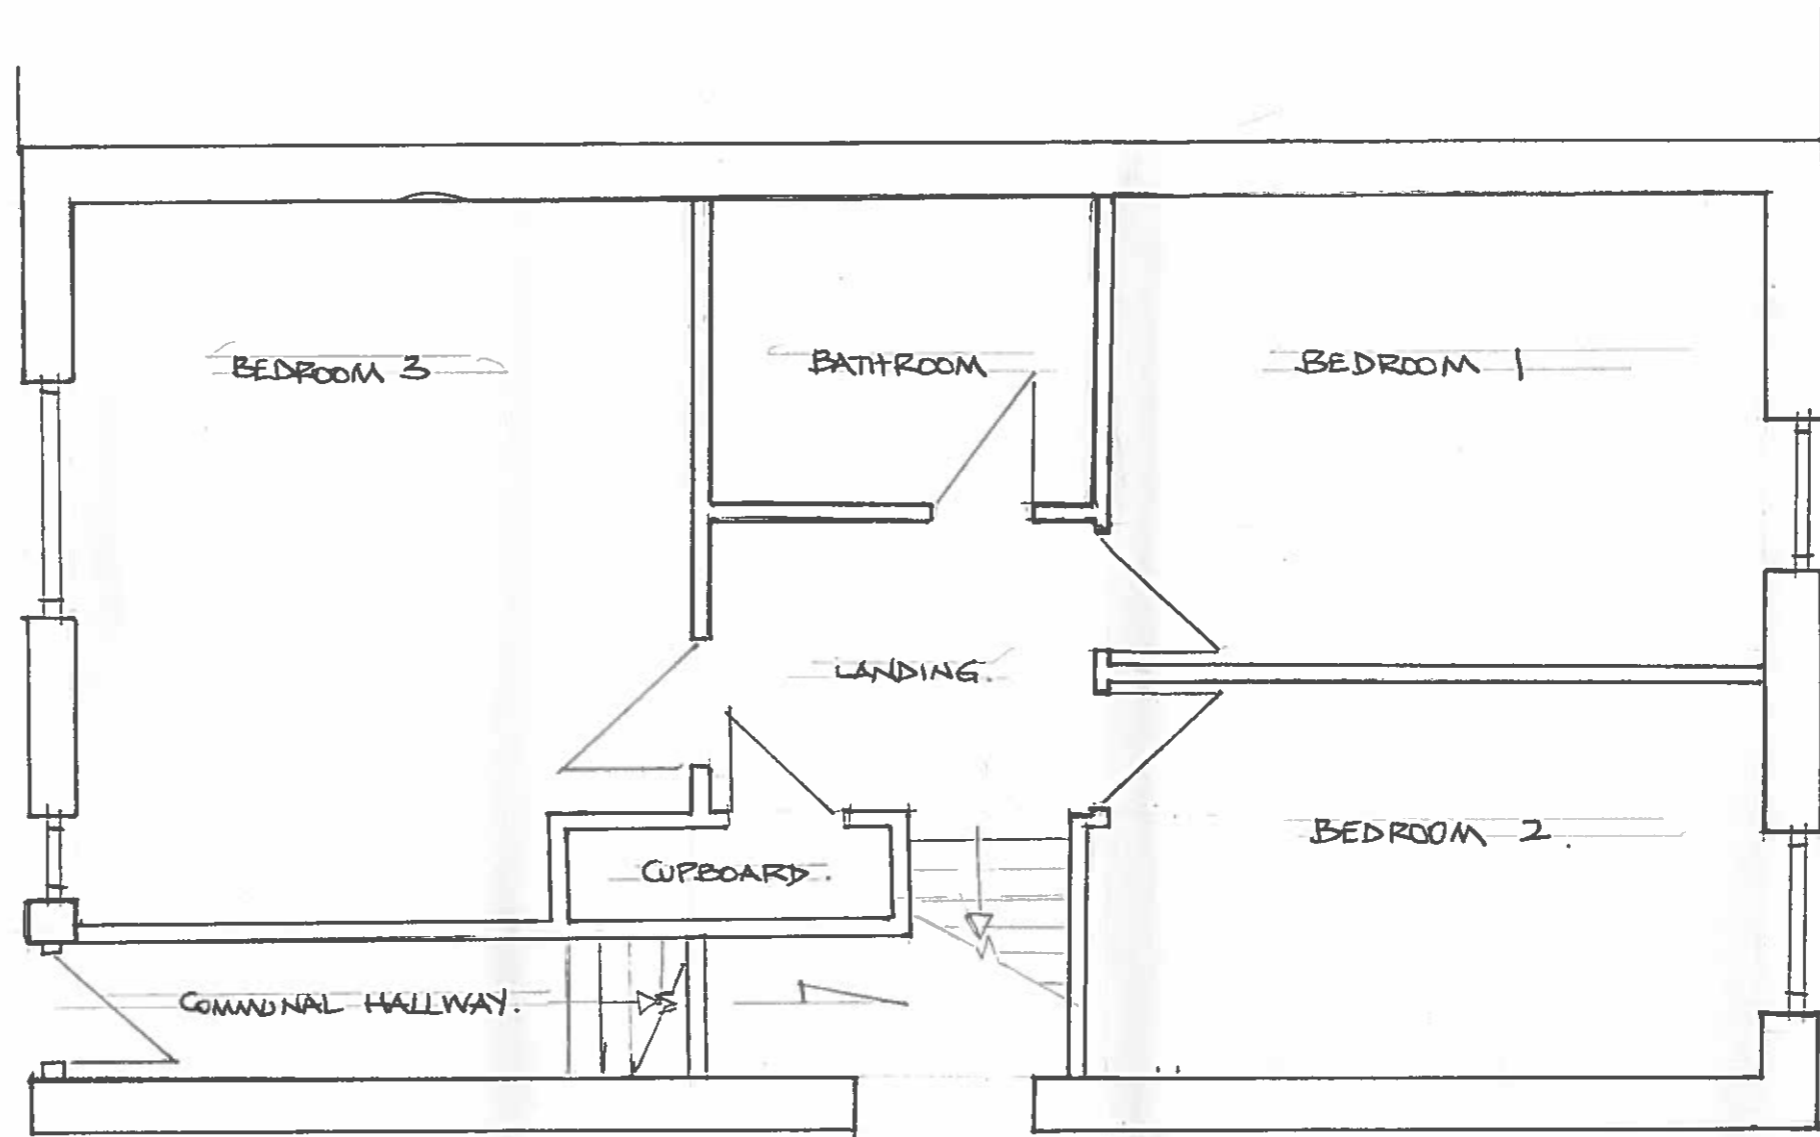 BEDROOM 3
BATHROOM
BEDROOM 1
LANDING.
BEDROOM 2.
CUPBOARD.
COMMUNAL HALLWAY.